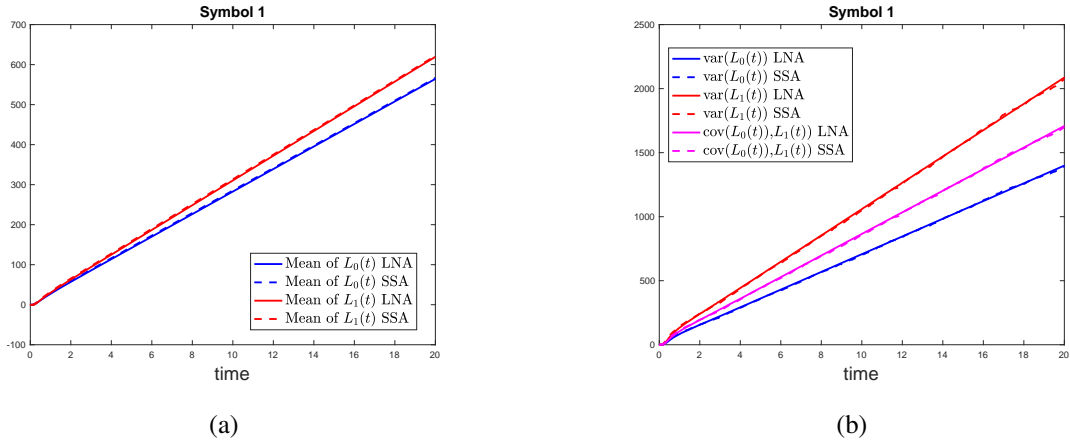 Symbol 1
700
600
500
400
300
200
100
0
-100
Mean of L₀(t) LNA
Mean of L₀(t) SSA
Mean of L₁(t) LNA
Mean of L₁(t) SSA
0 2 4 6 8 10 12 14 16 18 20
time
(a)
Symbol 1
2500
2000
1500
1000
500
0
var(L₀(t)) LNA
var(L₀(t)) SSA
var(L₁(t)) LNA
var(L₁(t)) SSA
cov(L₀(t)),L₁(t)) LNA
cov(L₀(t)),L₁(t)) SSA
0 2 4 6 8 10 12 14 16 18 20
time
(b)